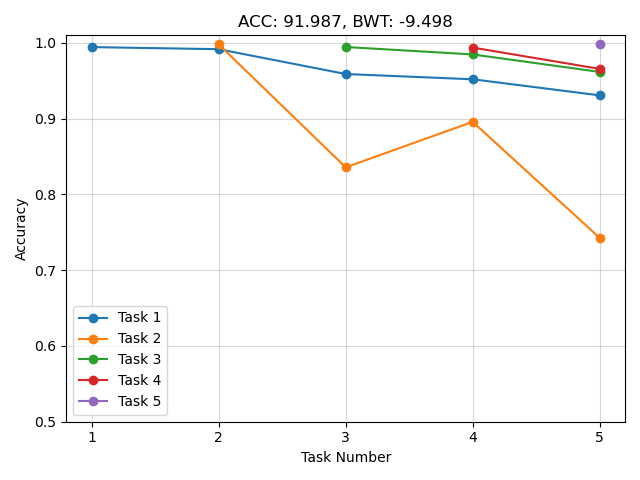 ACC: 91.987, BWT: -9.498
1.0
0.9
0.8
0.7
0.6
0.5
Accuracy
Task 1
Task 2
Task 3
Task 4
Task 5
1 2 3 4 5
Task Number